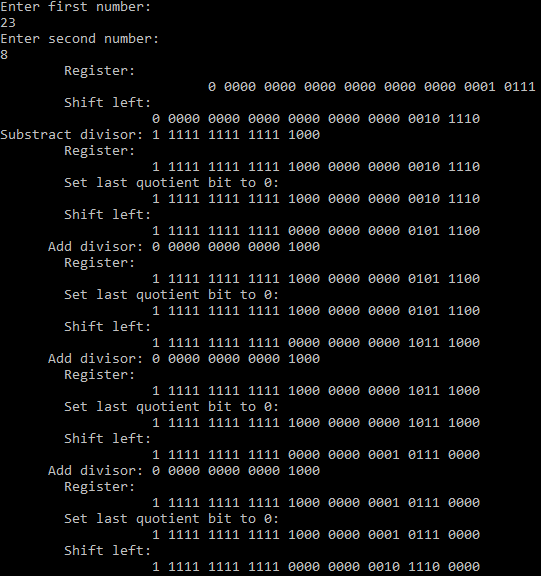 Enter first number:
23
Enter second number:
8
Register:
0 0000 0000 0000 0000 0000 0000 0001 0111
Shift left:
0 0000 0000 0000 0000 0000 0000 0010 1110
Substract divisor: 1 1111 1111 1111 1000
Register:
1 1111 1111 1111 1000 0000 0000 0010 1110
Set last quotient bit to 0:
1 1111 1111 1111 1000 0000 0000 0010 1110
Shift left:
1 1111 1111 1111 0000 0000 0000 0101 1100
Add divisor: 0 0000 0000 0000 1000
Register:
1 1111 1111 1111 1000 0000 0000 0101 1100
Set last quotient bit to 0:
1 1111 1111 1111 1000 0000 0000 0101 1100
Shift left:
1 1111 1111 1111 0000 0000 0000 1011 1000
Add divisor: 0 0000 0000 0000 1000
Register:
1 1111 1111 1111 1000 0000 0000 1011 1000
Set last quotient bit to 0:
1 1111 1111 1111 1000 0000 0000 1011 1000
Shift left:
1 1111 1111 1111 0000 0000 0001 0111 0000
Add divisor: 0 0000 0000 0000 1000
Register:
1 1111 1111 1111 1000 0000 0001 0111 0000
Set last quotient bit to 0:
1 1111 1111 1111 1000 0000 0001 0111 0000
Shift left:
1 1111 1111 1111 0000 0000 0010 1110 0000